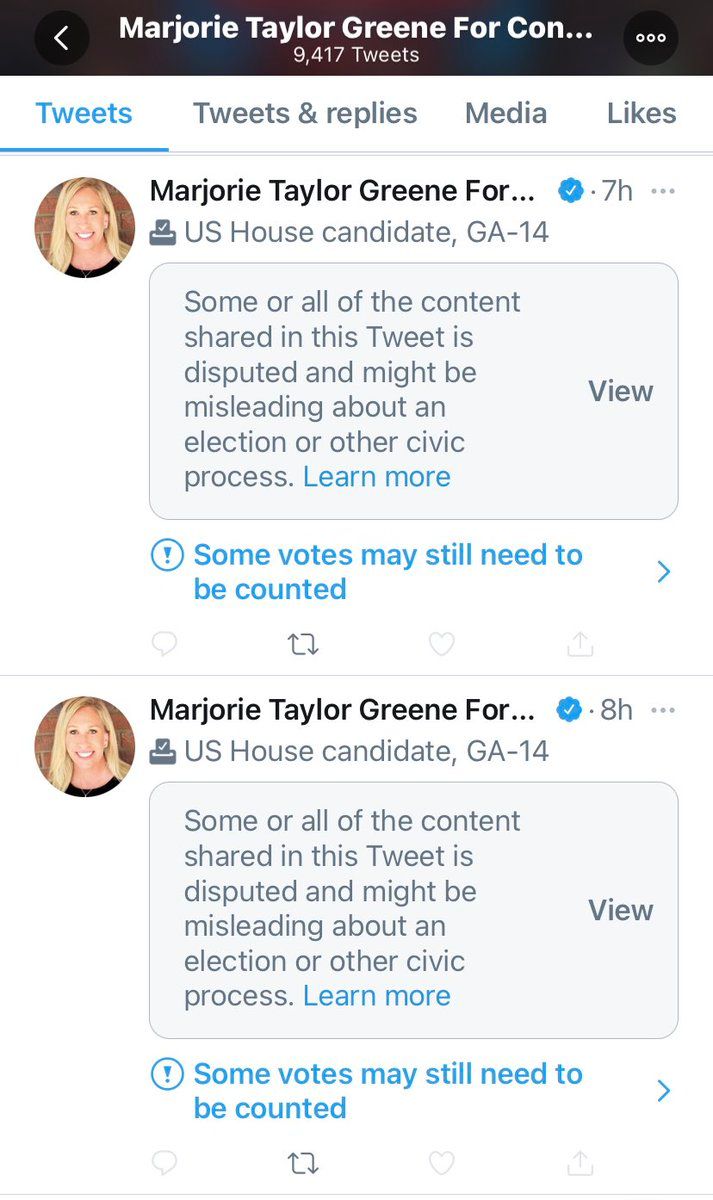 Marjorie Taylor Greene For Con...
9,417 Tweets
Tweets Tweets & replies Media Likes
Marjorie Taylor Greene For... · 7h
US House candidate, GA-14
Some or all of the content
shared in this Tweet is
disputed and might be
misleading about an
election or other civic
process. Learn more
View
Some votes may still need to
be counted
Marjorie Taylor Greene For... · 8h
US House candidate, GA-14
Some or all of the content
shared in this Tweet is
disputed and might be
misleading about an
election or other civic
process. Learn more
View
Some votes may still need to
be counted